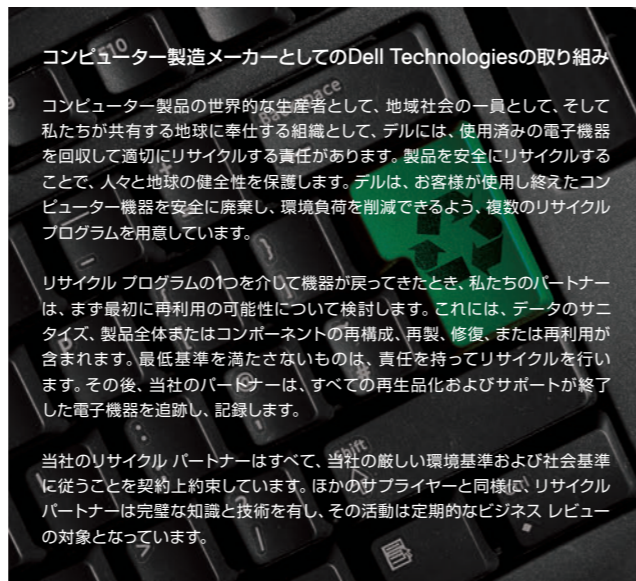 コンピューター製造メーカーとしてのDell Technologiesの取り組み
コンピューター製品の世界的な生産者として、地域社会の一員として、そして
私たちが共有する地球に奉仕する組織として、デルには、使用済みの電子機器
を回収して適切にリサイクルする責任があります。製品を安全にリサイクルする
ことで、人々と地球の健全性を保護します。デルは、お客様が使用し終えたコン
ピューター機器を安全に廃棄し、環境負荷を削減できるよう、複数のリサイクル
プログラムを用意しています。
リサイクル プログラムの1つを介して機器が戻ってきたとき、私たちのパートナー
は、まず最初に再利用の可能性について検討します。これには、データのサニ
タイズ、製品全体またはコンポーネントの再構成、再製、修復、または再利用が
含まれます。最低基準を満たさないものは、責任を持ってリサイクルを行い
ます。その後、当社のパートナーは、すべての再生品化およびサポートが終了
した電子機器を追跡し、記録します。
当社のリサイクル パートナーはすべて、当社の厳しい環境基準および社会基準
に従うことを契約上約束しています。ほかのサプライヤーと同様に、リサイクル
パートナーは完璧な知識と技術を有し、その活動は定期的なビジネス レビュー
の対象となっています。
F10
Backspace
Shift